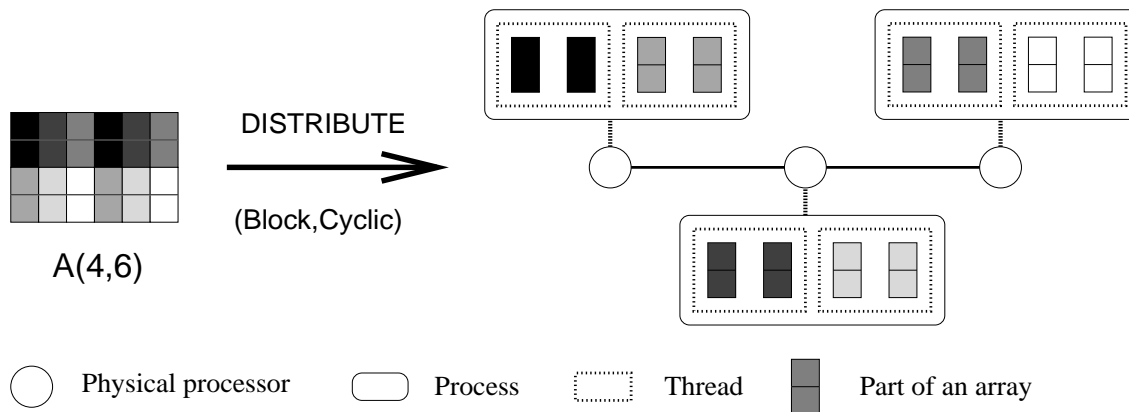 DISTRIBUTE
(Block,Cyclic)
A(4,6)
Physical processor
Process
Thread
Part of an array